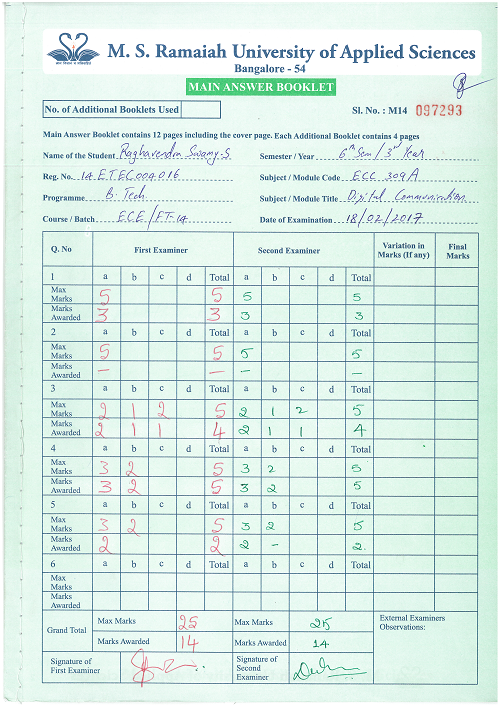 M. S. Ramaiah University of Applied Sciences
Bangalore - 54
MAIN ANSWER BOOKLET
No. of Additional Booklets Used
Sl. No. : M14 097293
Main Answer Booklet contains 12 pages including the cover page. Each Additional Booklet contains 4 pages
Name of the Student Raghavendra Swamy-S Semester / Year 6th Sem / 3rd Year
Reg. No. 14ETEC004016 Subject / Module Code ECC 309A
Programme B.Tech Subject / Module Title Digital Communication
Course / Batch ECE/FT-14 Date of Examination 18/02/2017
Q. No First Examiner Second Examiner Variation in Marks (If any) Final Marks
1 a b c d Total a b c d Total
Max Marks 5 5 5 5
Marks Awarded 3 3 3 3
2 a b c d Total a b c d Total
Max Marks 5 5 5 5
Marks Awarded – – – –
3 a b c d Total a b c d Total
Max Marks 2 1 2 5 2 1 2 5
Marks Awarded 2 1 1 4 2 1 1 4
4 a b c d Total a b c d Total
Max Marks 3 2 5 3 2 5
Marks Awarded 3 2 5 3 2 5
5 a b c d Total a b c d Total
Max Marks 3 2 5 3 2 5
Marks Awarded 2 2 2 – 2
6 a b c d Total a b c d Total
Max Marks
Marks Awarded
Grand Total Max Marks 25 Max Marks 25 External Examiners Observations:
Marks Awarded 14 Marks Awarded 14
Signature of First Examiner Signature of Second Examiner